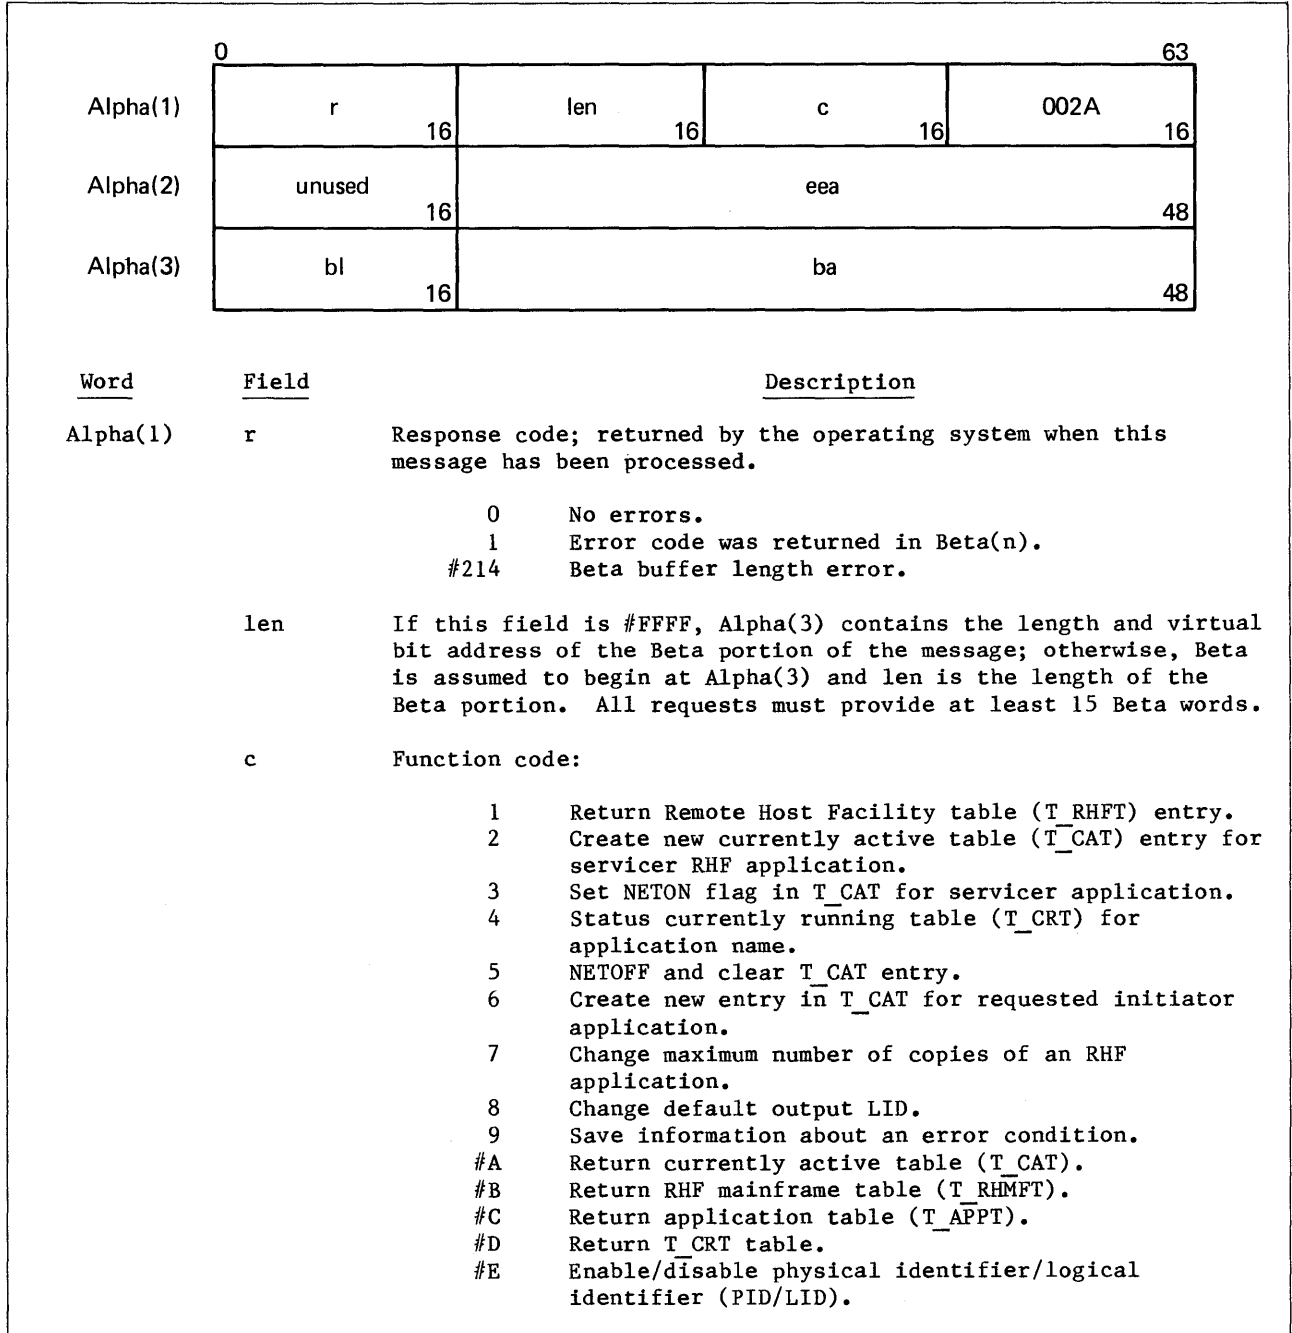 0 63
Alpha(1) r 16 len 16 c 16 002A 16
Alpha(2) unused 16 eea 48
Alpha(3) bl 16 ba 48
Word Field Description
Alpha(1) r Response code; returned by the operating system when this
message has been processed.
0 No errors.
1 Error code was returned in Beta(n).
#214 Beta buffer length error.
len If this field is #FFFF, Alpha(3) contains the length and virtual
bit address of the Beta portion of the message; otherwise, Beta
is assumed to begin at Alpha(3) and len is the length of the
Beta portion. All requests must provide at least 15 Beta words.
c Function code:
1 Return Remote Host Facility table (T_RHFT) entry.
2 Create new currently active table (T_CAT) entry for
servicer RHF application.
3 Set NETON flag in T_CAT for servicer application.
4 Status currently running table (T_CRT) for
application name.
5 NETOFF and clear T_CAT entry.
6 Create new entry in T_CAT for requested initiator
application.
7 Change maximum number of copies of an RHF
application.
8 Change default output LID.
9 Save information about an error condition.
#A Return currently active table (T_CAT).
#B Return RHF mainframe table (T_RHMFT).
#C Return application table (T_APPT).
#D Return T_CRT table.
#E Enable/disable physical identifier/logical
identifier (PID/LID).